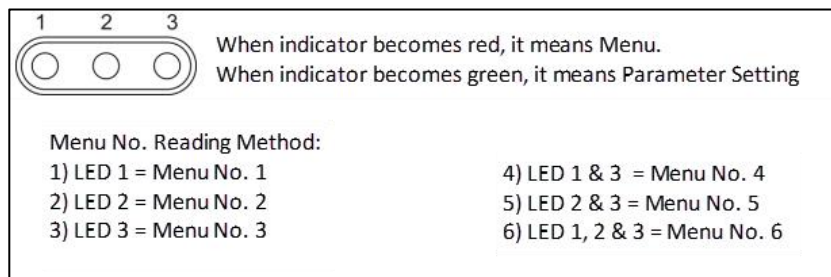 1 2 3
When indicator becomes red, it means Menu.
When indicator becomes green, it means Parameter Setting
Menu No. Reading Method:
1) LED 1 = Menu No. 1
2) LED 2 = Menu No. 2
3) LED 3 = Menu No. 3
4) LED 1 & 3 = Menu No. 4
5) LED 2 & 3 = Menu No. 5
6) LED 1, 2 & 3 = Menu No. 6